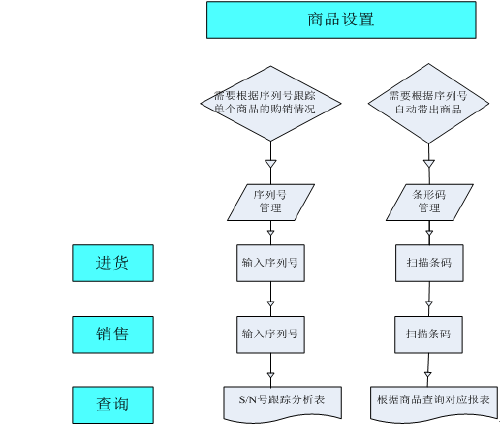 商品设置
需要根据序列号跟踪
单个商品的购销情况
需要根据序列号
自动带出商品
序列号
管理
条形码
管理
进货
输入序列号
扫描条码
销售
输入序列号
扫描条码
查询
S/N号跟踪分析表
根据商品查询对应报表